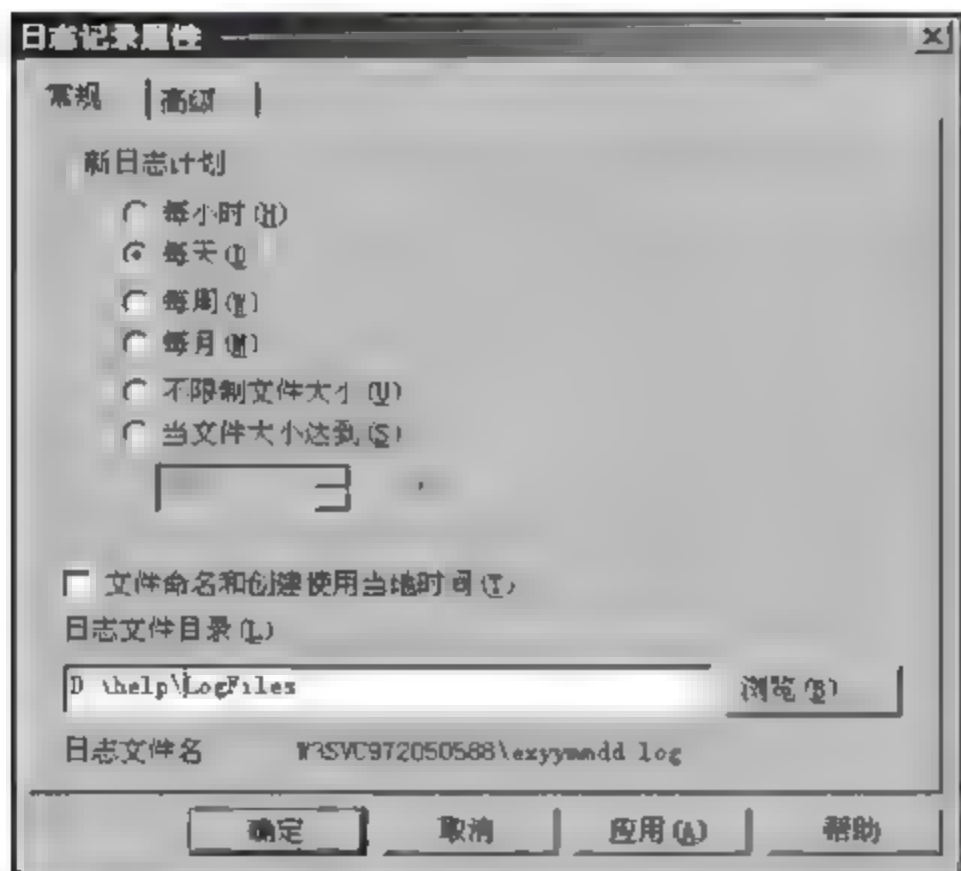 日志记录属性
常规 高级
新日志计划
每小时(H)
每天(D)
每周(W)
每月(M)
不限制文件大小(U)
当文件大小达到(S)
文件命名和创建使用当地时间(T)
日志文件目录(L)
D \help\LogFiles 浏览(B)
日志文件名 W3SVC972050588\exyymmdd log
确定 取消 应用(A) 帮助